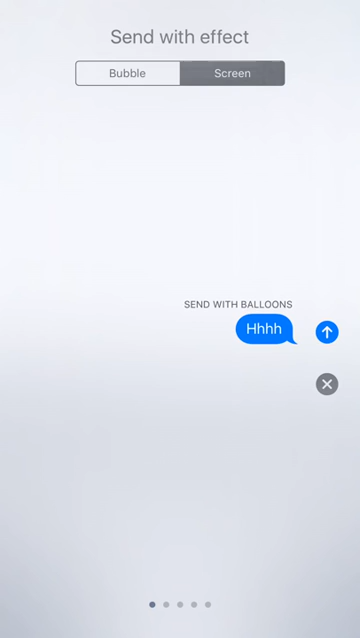 Send with effect
Bubble
Screen
SEND WITH BALLOONS
Hhhh